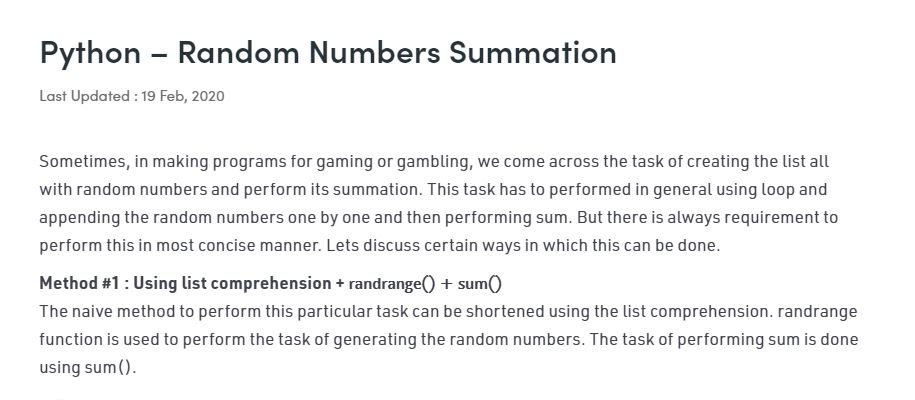 Python – Random Numbers Summation
Last Updated : 19 Feb, 2020
Sometimes, in making programs for gaming or gambling, we come across the task of creating the list all
with random numbers and perform its summation. This task has to performed in general using loop and
appending the random numbers one by one and then performing sum. But there is always requirement to
perform this in most concise manner. Lets discuss certain ways in which this can be done.
Method #1 : Using list comprehension + randrange() + sum()
The naive method to perform this particular task can be shortened using the list comprehension. randrange
function is used to perform the task of generating the random numbers. The task of performing sum is done
using sum().